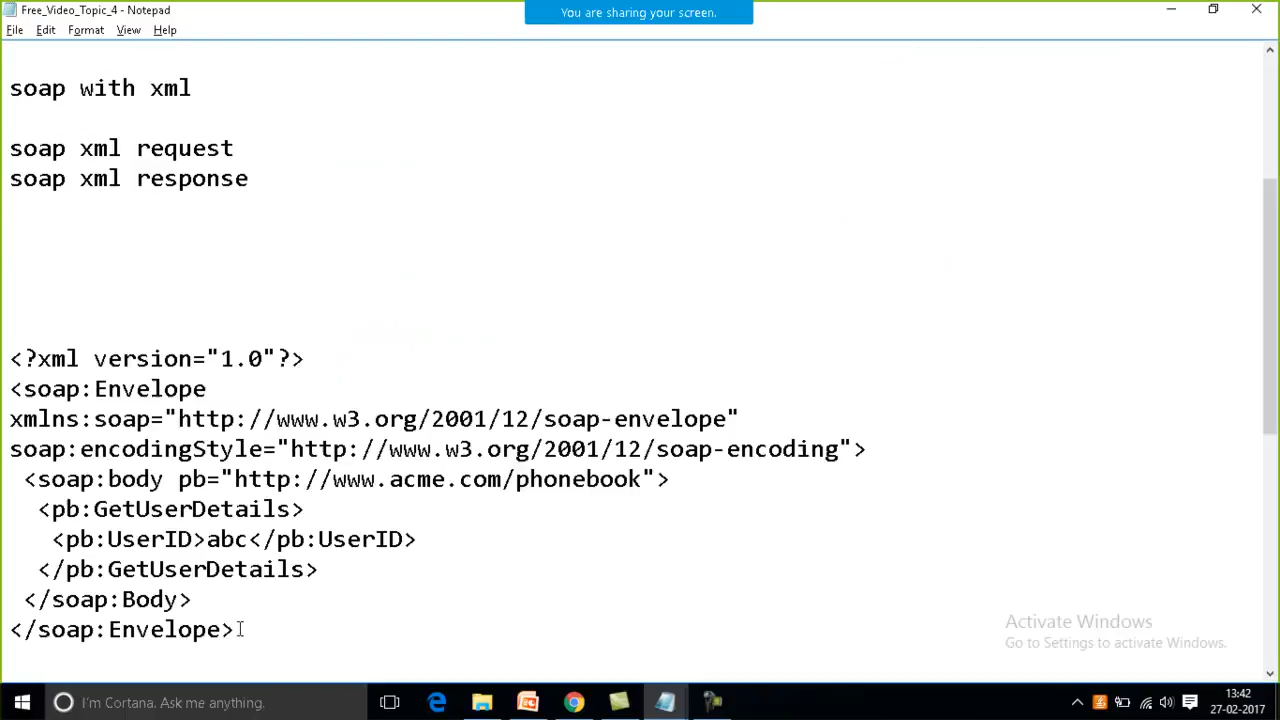 Free_Video_Topic_4 - Notepad
You are sharing your screen.
File Edit Format View Help
soap with xml
soap xml request
soap xml response
<?xml version="1.0"?>
<soap:Envelope
xmlns:soap="http://www.w3.org/2001/12/soap-envelope"
soap:encodingStyle="http://www.w3.org/2001/12/soap-encoding">
<soap:body pb="http://www.acme.com/phonebook">
<pb:GetUserDetails>
<pb:UserID>abc</pb:UserID>
</pb:GetUserDetails>
</soap:Body>
</soap:Envelope>
Activate Windows
Go to Settings to activate Windows.
I'm Cortana. Ask me anything.
13:42
27-02-2017